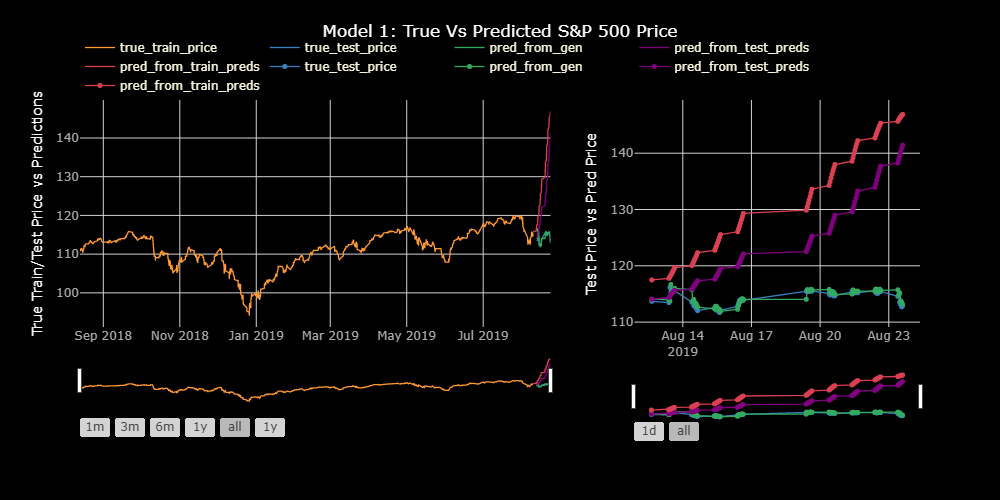 Model 1: True Vs Predicted S&P 500 Price
true_train_price true_test_price pred_from_gen pred_from_test_preds
pred_from_train_preds true_test_price pred_from_gen pred_from_test_preds
pred_from_train_preds
True Train/Test Price vs Predictions
140
130
120
110
100
Sep 2018 Nov 2018 Jan 2019 Mar 2019 May 2019 Jul 2019
1m 3m 6m 1y all 1y
Test Price vs Pred Price
140
130
120
110
Aug 14 Aug 17 Aug 20 Aug 23
2019
1d all